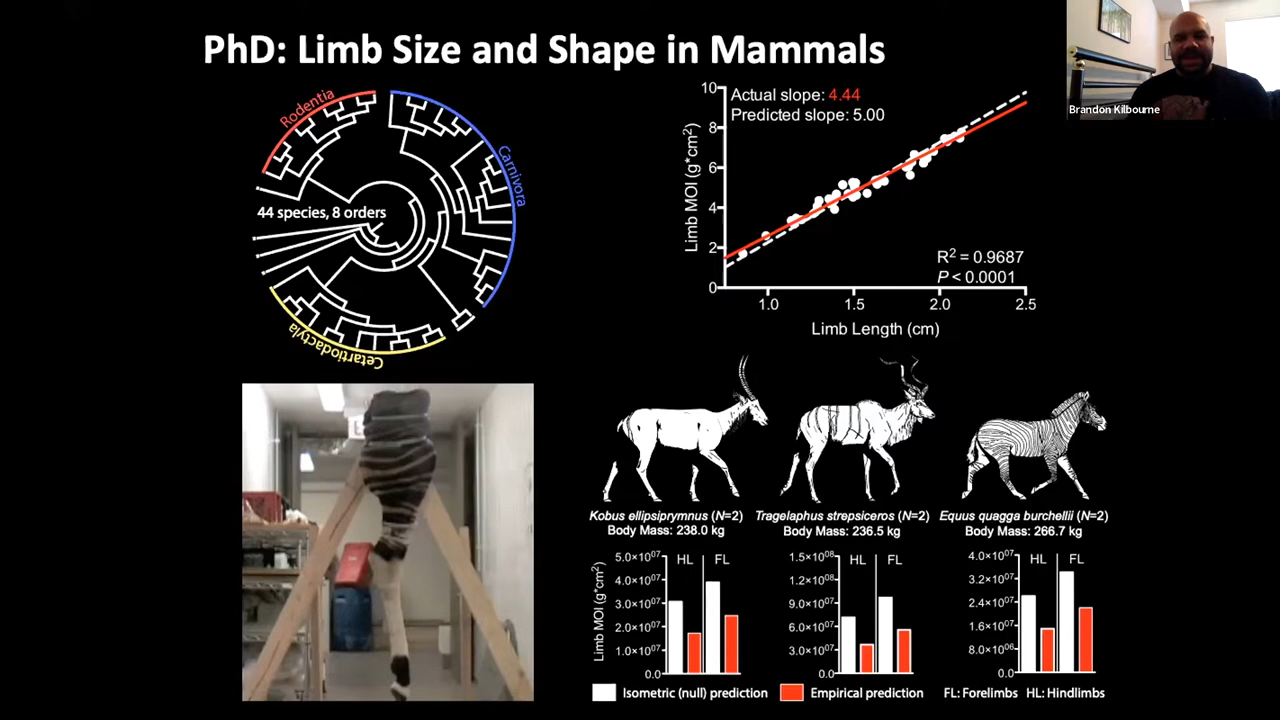 PhD: Limb Size and Shape in Mammals
Brandon Kilbourne
Rodentia
Carnivora
44 species, 8 orders
Cetartiodactyla
Actual slope: 4.44
Predicted slope: 5.00
Limb MOI (g*cm²)
10
8
6
4
2
0
R² = 0.9687
P < 0.0001
1.0 1.5 2.0 2.5
Limb Length (cm)
Kobus ellipsiprymnus (N=2)
Body Mass: 238.0 kg
Tragelaphus strepsiceros (N=2)
Body Mass: 236.5 kg
Equus quagga burchellii (N=2)
Body Mass: 266.7 kg
Limb MOI (g*cm²)
5.0×10⁰⁷
4.0×10⁰⁷
3.0×10⁰⁷
2.0×10⁰⁷
1.0×10⁰⁷
0.0
HL FL
1.5×10⁰⁸
1.2×10⁰⁸
9.0×10⁰⁷
6.0×10⁰⁷
3.0×10⁰⁷
0.0
HL FL
4.0×10⁰⁷
3.2×10⁰⁷
2.4×10⁰⁷
1.6×10⁰⁷
8.0×10⁰⁶
0.0
HL FL
Isometric (null) prediction
Empirical prediction
FL: Forelimbs HL: Hindlimbs